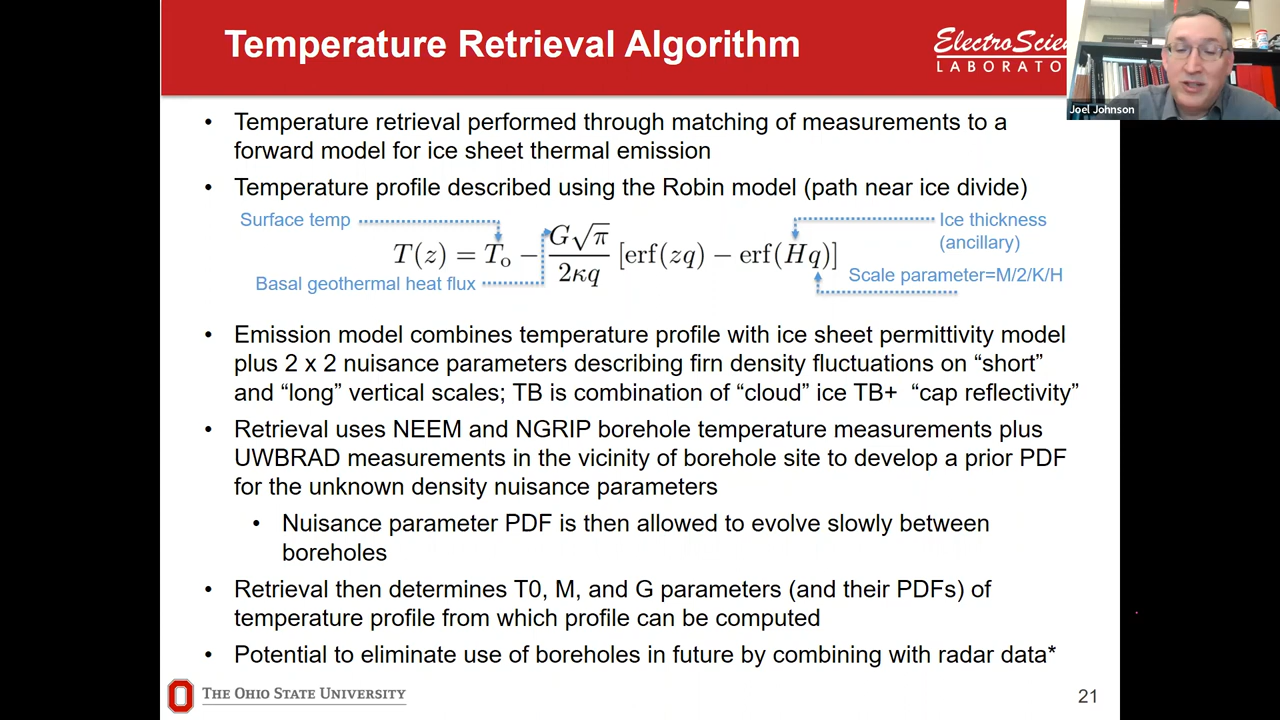 Temperature Retrieval Algorithm
ElectroScien
LABORATO
Joel Johnson
• Temperature retrieval performed through matching of measurements to a
forward model for ice sheet thermal emission
• Temperature profile described using the Robin model (path near ice divide)
Surface temp
Ice thickness
(ancillary)
T(z) = T₀ − G√π / 2κq [erf(zq) − erf(Hq)]
Basal geothermal heat flux
Scale parameter=M/2/K/H
• Emission model combines temperature profile with ice sheet permittivity model
plus 2 x 2 nuisance parameters describing firn density fluctuations on “short”
and “long” vertical scales; TB is combination of “cloud” ice TB+ “cap reflectivity”
• Retrieval uses NEEM and NGRIP borehole temperature measurements plus
UWBRAD measurements in the vicinity of borehole site to develop a prior PDF
for the unknown density nuisance parameters
• Nuisance parameter PDF is then allowed to evolve slowly between
boreholes
• Retrieval then determines T0, M, and G parameters (and their PDFs) of
temperature profile from which profile can be computed
• Potential to eliminate use of boreholes in future by combining with radar data*
THE OHIO STATE UNIVERSITY
21